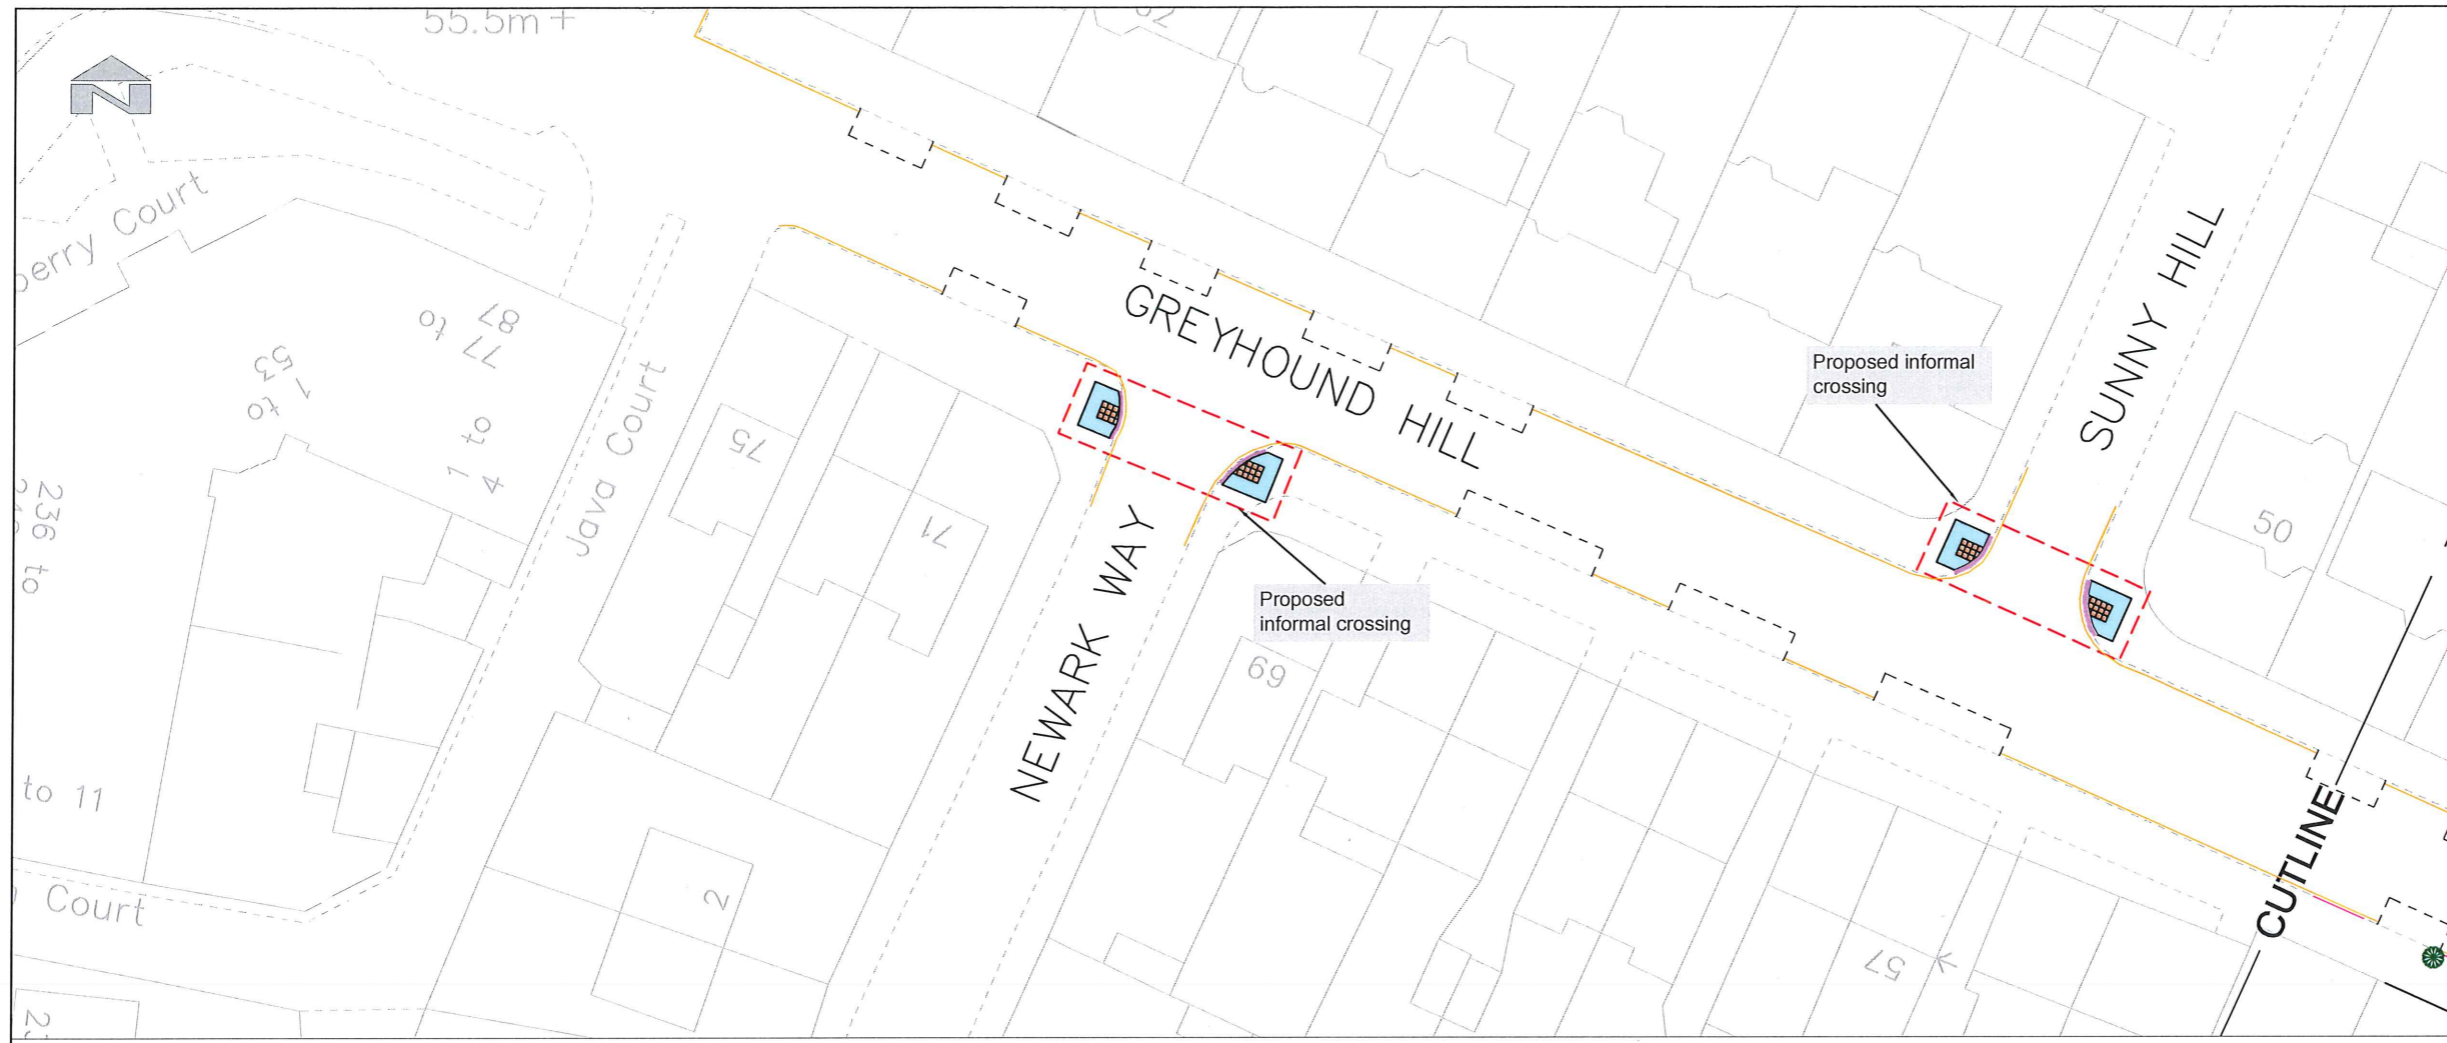 55.5m +
62
N
berry Court
87
to
77
1 to
53
1 to
4
Java Court
75
71
236 to
to 11
Court
2
GREYHOUND HILL
NEWARK WAY
Proposed
informal crossing
69
Proposed informal
crossing
SUNNY HILL
50
57
CUTLINE